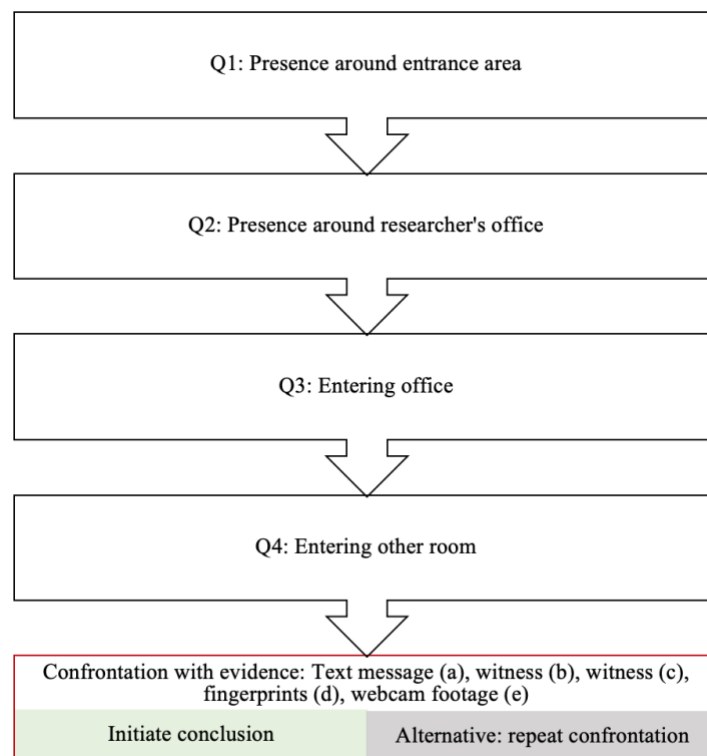 Q1: Presence around entrance area
Q2: Presence around researcher's office
Q3: Entering office
Q4: Entering other room
Confrontation with evidence: Text message (a), witness (b), witness (c),
fingerprints (d), webcam footage (e)
Initiate conclusion
Alternative: repeat confrontation